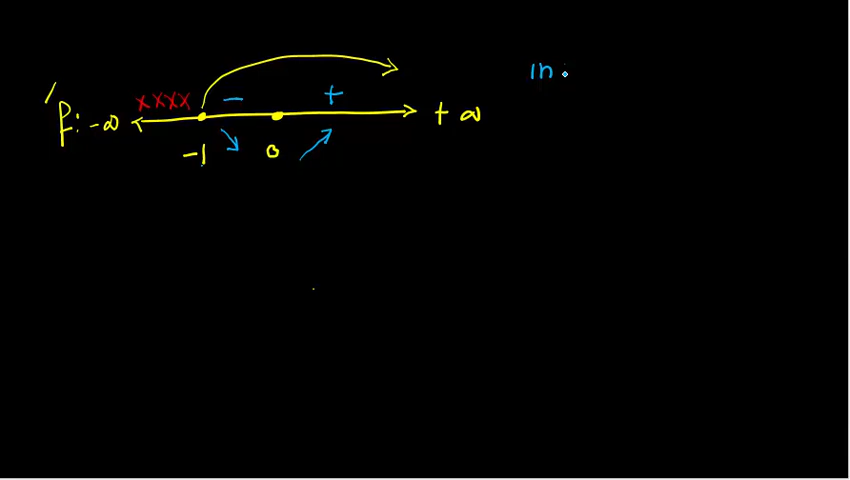 In :
xxxx - +
f': -∞ + ∞
-1 0